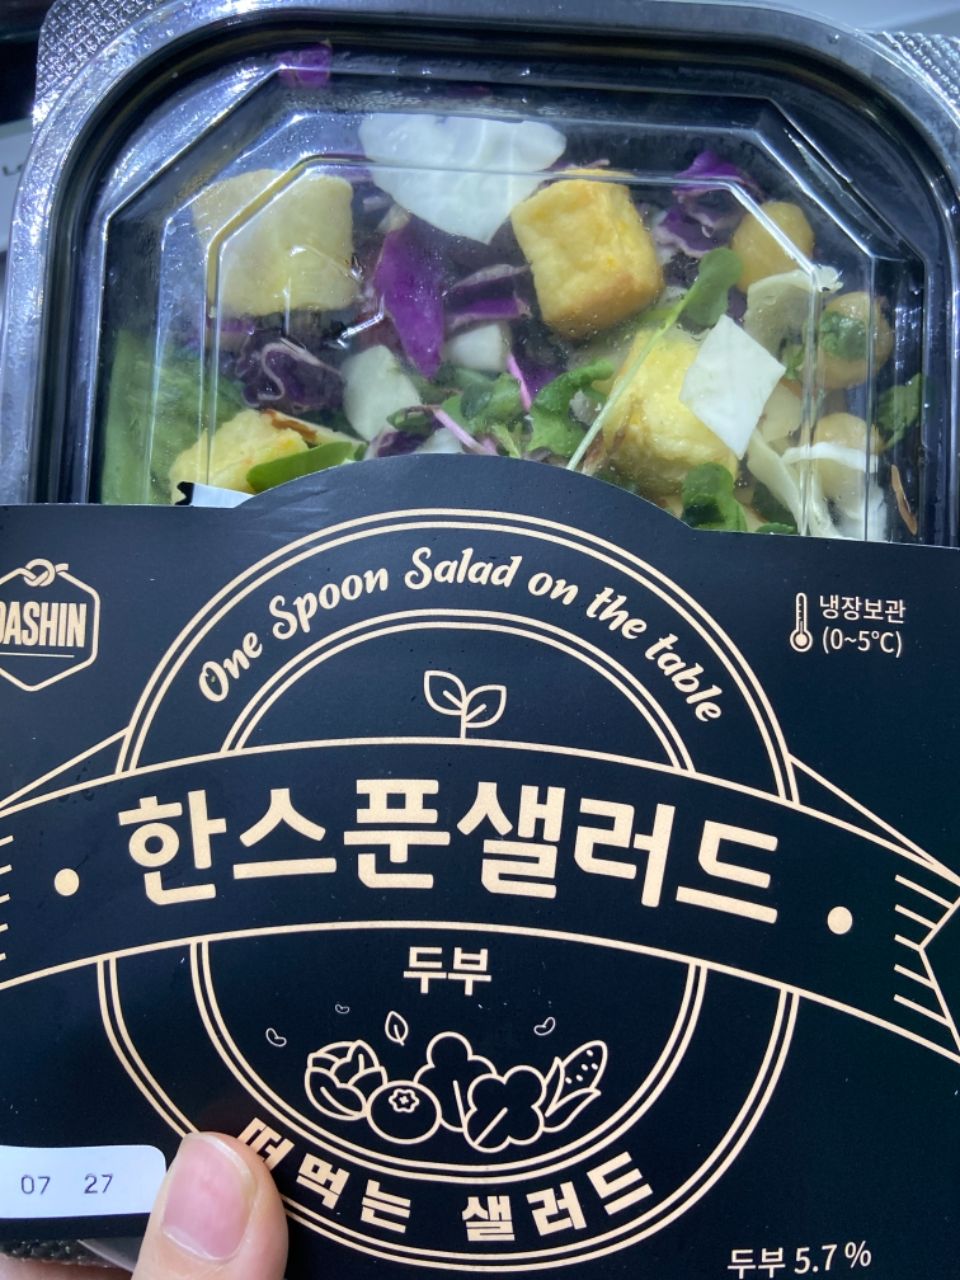 One Spoon Salad on the table
DASHIN
냉장보관
(0~5℃)
한스푼샐러드
두부
떠먹는 샐러드
07 27
두부 5.7%